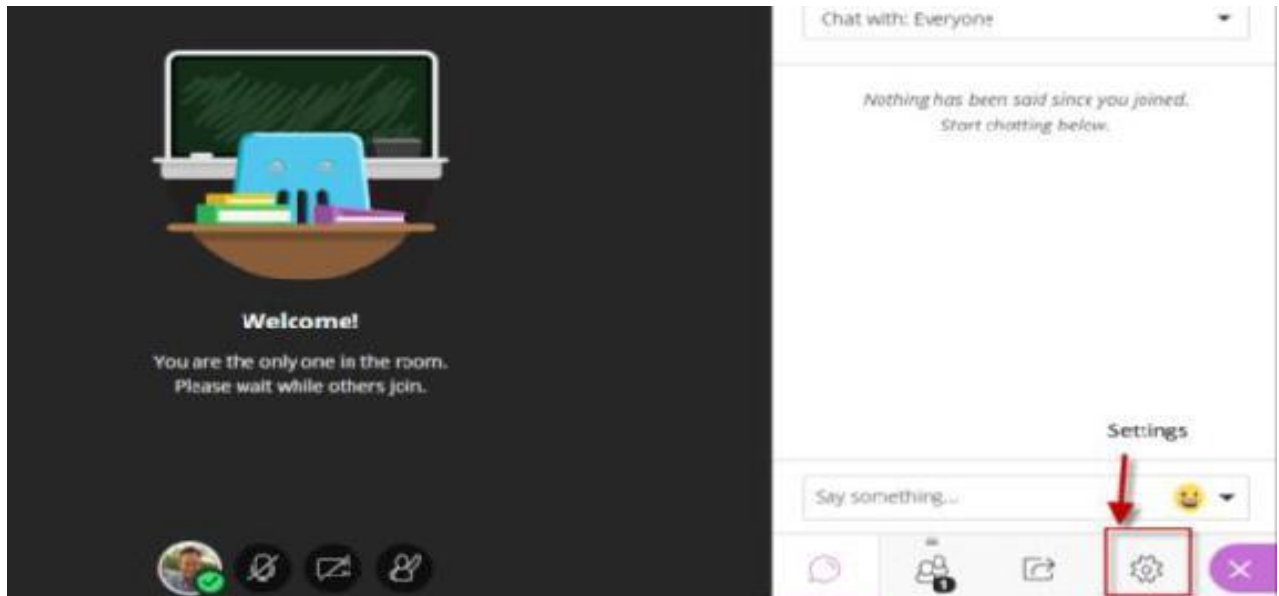 Welcome!
You are the only one in the room.
Please wait while others join.
Chat with: Everyone
Nothing has been said since you joined.
Start chatting below.
Settings
Say something...
1